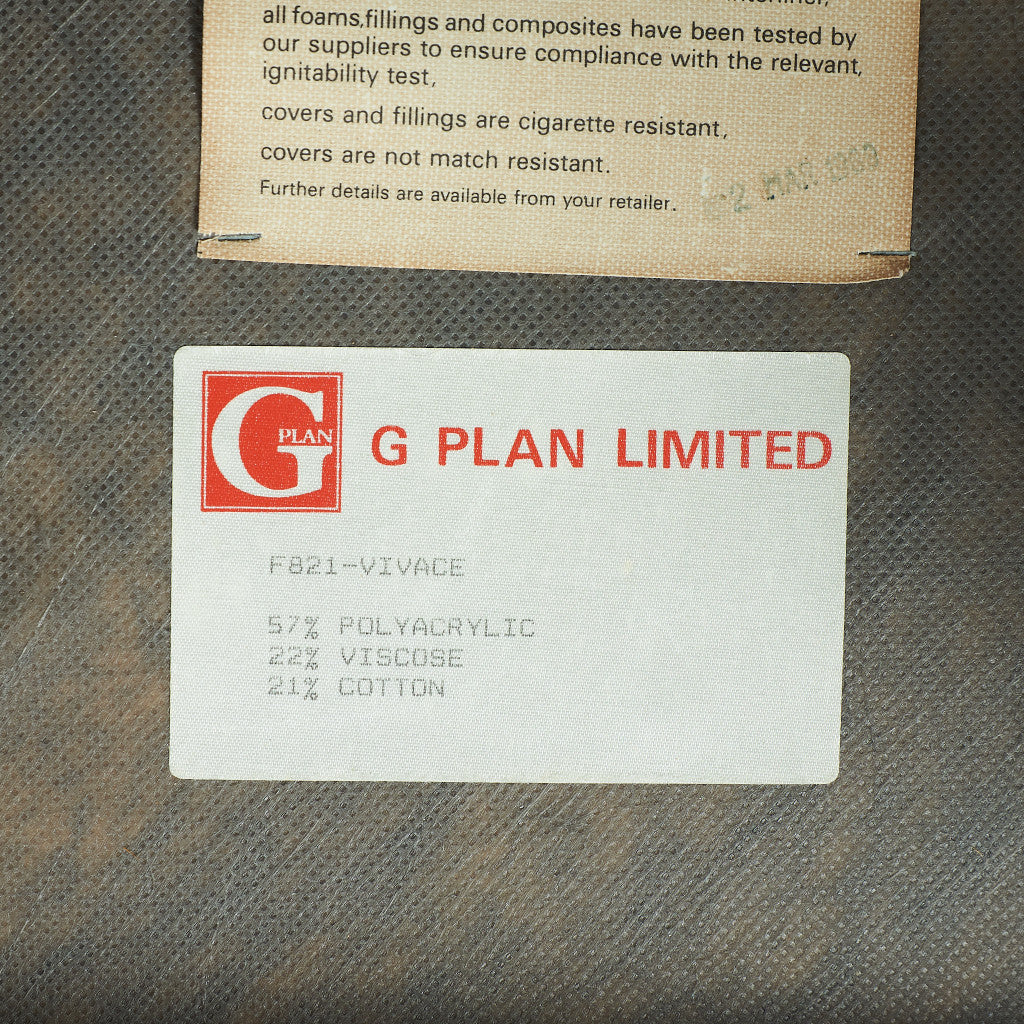 all foams,fillings and composites have been tested by
our suppliers to ensure compliance with the relevant,
ignitability test,
covers and fillings are cigarette resistant,
covers are not match resistant.
2 MAR
Further details are available from your retailer.
G PLAN
G PLAN LIMITED
F821-VIVACE
57% POLYACRYLIC
22% VISCOSE
21% COTTON